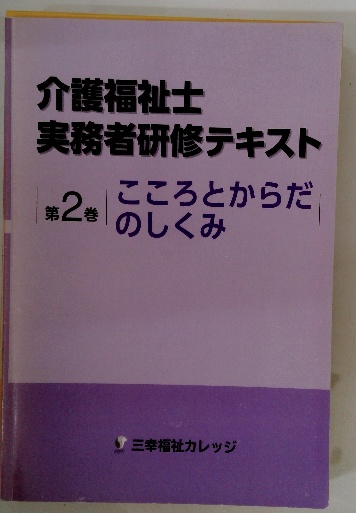 介護福祉士
実務者研修テキスト
第2巻
こころとからだ
のしくみ
三幸福祉カレッジ